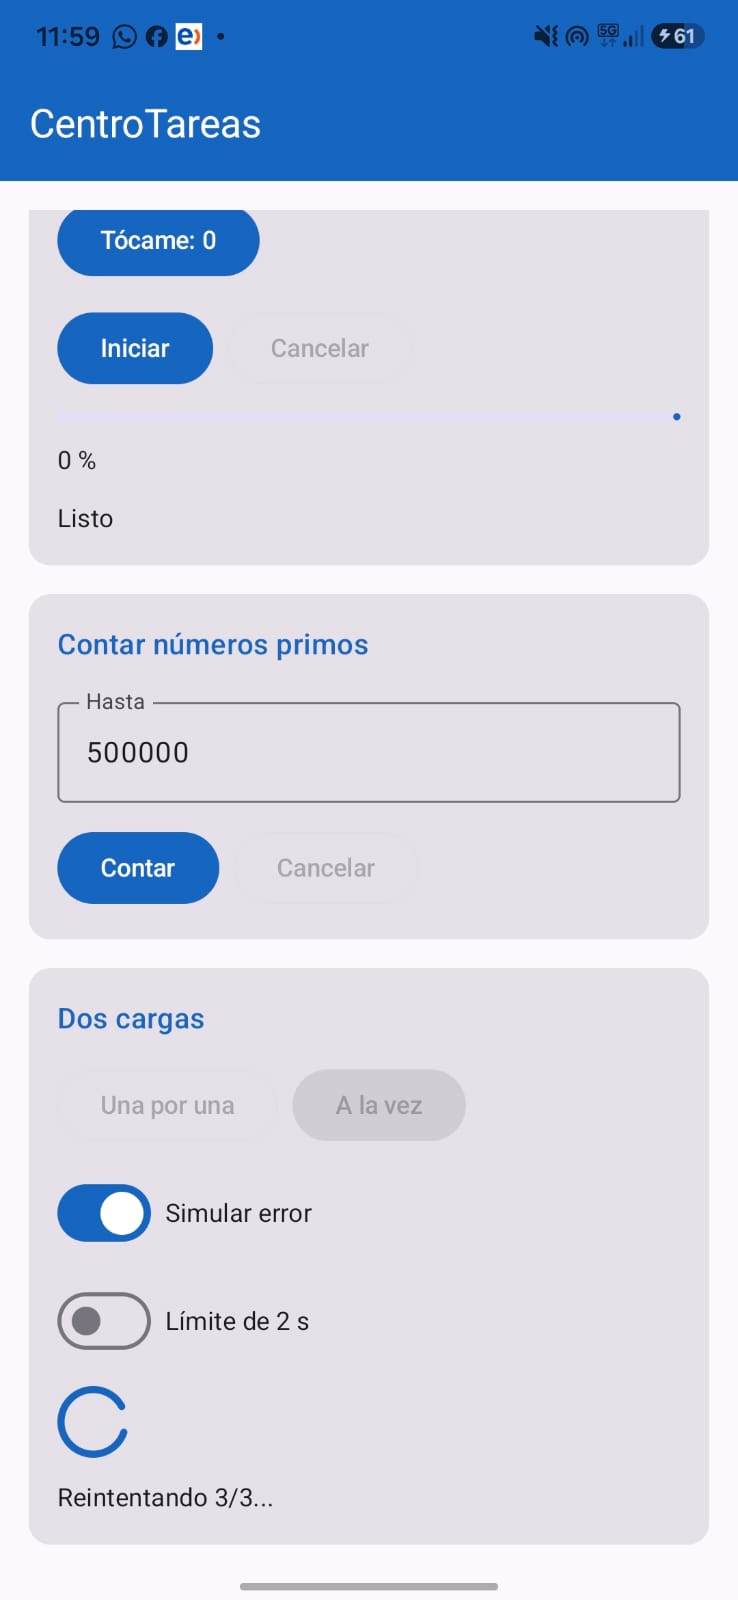 11:59 e) 5G 61
CentroTareas
Tócame: 0
Iniciar Cancelar
0 %
Listo
Contar números primos
Hasta
500000
Contar Cancelar
Dos cargas
Una por una A la vez
Simular error
Límite de 2 s
Reintentando 3/3...